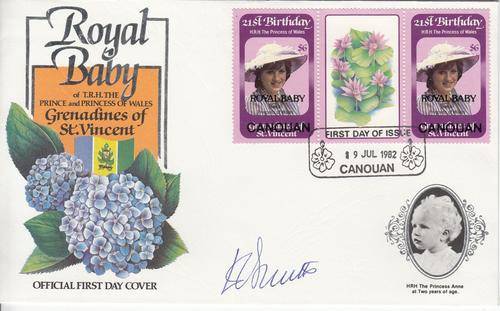 Royal
Baby
of T.R.H. THE
PRINCE and PRINCESS OF WALES
Grenadines of
St. Vincent
OFFICIAL FIRST DAY COVER
21st Birthday
HRH The Princess of Wales
$6
ROYAL BABY
CANOUAN
St. Vincent
21st Birthday
HRH The Princess of Wales
$6
ROYAL BABY
CANOUAN
St. Vincent
FIRST DAY OF ISSUE
19 JUL 1982
CANOUAN
HRH The Princess Anne
at Two years of age.